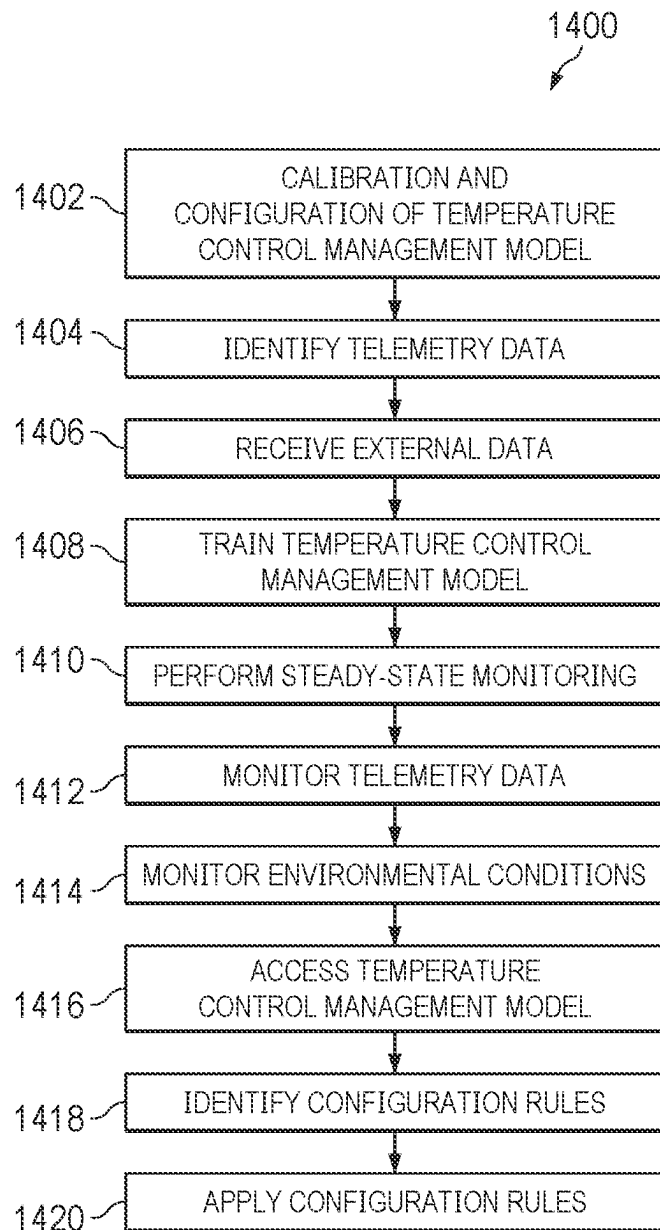 1400
1402
CALIBRATION AND
CONFIGURATION OF TEMPERATURE
CONTROL MANAGEMENT MODEL
1404
IDENTIFY TELEMETRY DATA
1406
RECEIVE EXTERNAL DATA
1408
TRAIN TEMPERATURE CONTROL
MANAGEMENT MODEL
1410
PERFORM STEADY-STATE MONITORING
1412
MONITOR TELEMETRY DATA
1414
MONITOR ENVIRONMENTAL CONDITIONS
1416
ACCESS TEMPERATURE
CONTROL MANAGEMENT MODEL
1418
IDENTIFY CONFIGURATION RULES
1420
APPLY CONFIGURATION RULES